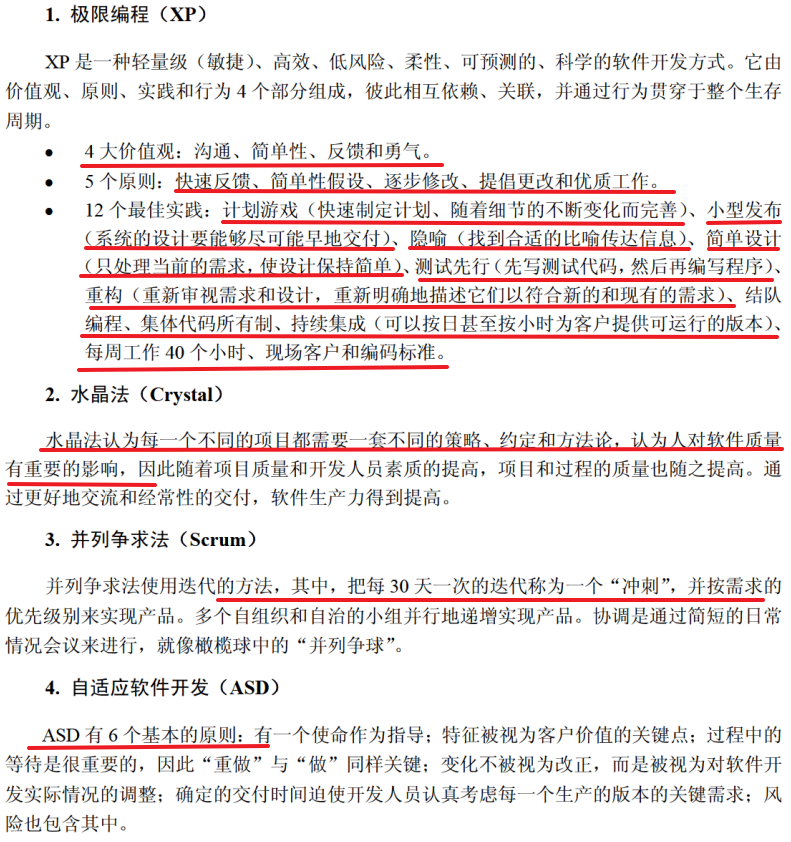 1. 极限编程（XP）
XP 是一种轻量级（敏捷）、高效、低风险、柔性、可预测的、科学的软件开发方式。它由
价值观、原则、实践和行为 4 个部分组成，彼此相互依赖、关联，并通过行为贯穿于整个生存
周期。
● 4 大价值观：沟通、简单性、反馈和勇气。
● 5 个原则：快速反馈、简单性假设、逐步修改、提倡更改和优质工作。
● 12 个最佳实践：计划游戏（快速制定计划、随着细节的不断变化而完善）、小型发布
（系统的设计要能够尽可能早地交付）、隐喻（找到合适的比喻传达信息）、简单设计
（只处理当前的需求，使设计保持简单）、测试先行（先写测试代码，然后再编写程序）、
重构（重新审视需求和设计，重新明确地描述它们以符合新的和现有的需求）、结队
编程、集体代码所有制、持续集成（可以按日甚至按小时为客户提供可运行的版本）、
每周工作 40 个小时、现场客户和编码标准。
2. 水晶法（Crystal）
水晶法认为每一个不同的项目都需要一套不同的策略、约定和方法论，认为人对软件质量
有重要的影响，因此随着项目质量和开发人员素质的提高，项目和过程的质量也随之提高。通
过更好地交流和经常性的交付，软件生产力得到提高。
3. 并列争求法（Scrum）
并列争求法使用迭代的方法，其中，把每 30 天一次的迭代称为一个“冲刺”，并按需求的
优先级别来实现产品。多个自组织和自治的小组并行地递增实现产品。协调是通过简短的日常
情况会议来进行，就像橄榄球中的“并列争球”。
4. 自适应软件开发（ASD）
ASD 有 6 个基本的原则：有一个使命作为指导；特征被视为客户价值的关键点；过程中的
等待是很重要的，因此“重做”与“做”同样关键；变化不被视为改正，而是被视为对软件开
发实际情况的调整；确定的交付时间迫使开发人员认真考虑每一个生产的版本的关键需求；风
险也包含其中。